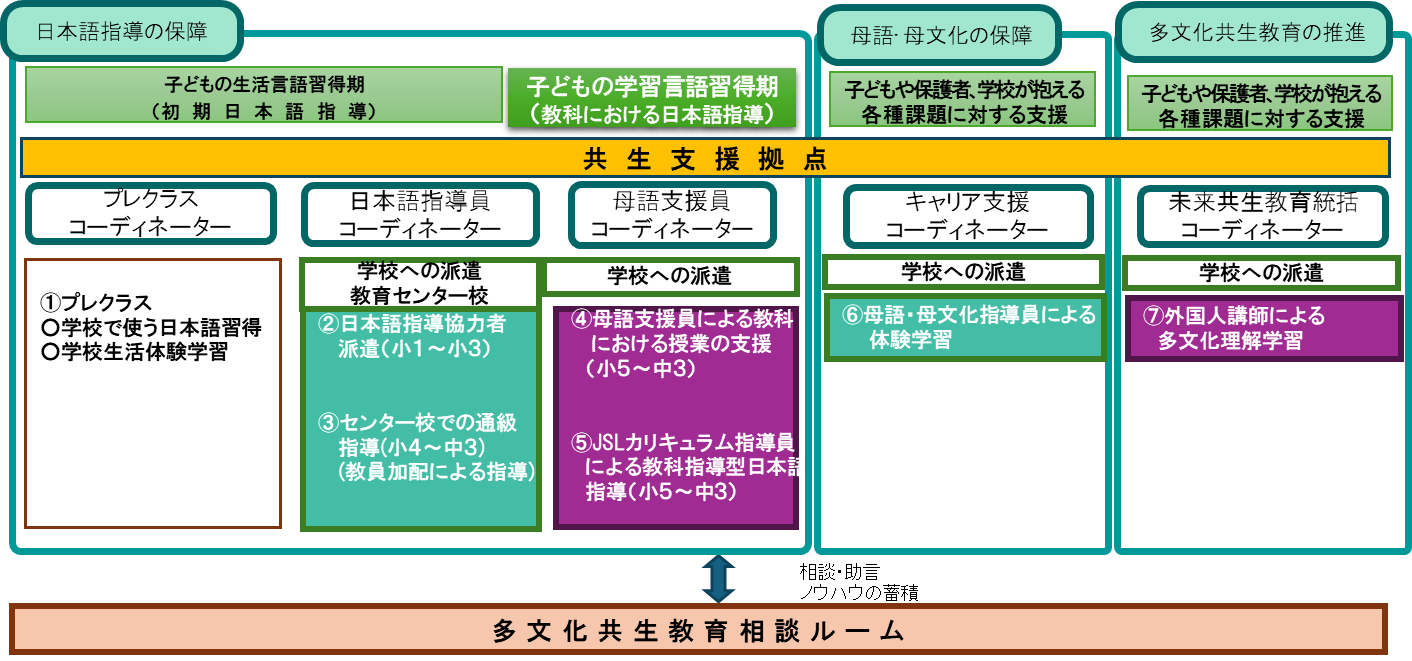 日本語指導の保障
子どもの生活言語習得期
（初期日本語指導）
子どもの学習言語習得期
（教科における日本語指導）
母語・母文化の保障
子どもや保護者、学校が抱える
各種課題に対する支援
多文化共生教育の推進
子どもや保護者、学校が抱える
各種課題に対する支援
共生支援拠点
プレクラス
コーディネーター
日本語指導員
コーディネーター
母語支援員
コーディネーター
キャリア支援
コーディネーター
未来共生教育統括
コーディネーター
①プレクラス
〇学校で使う日本語習得
〇学校生活体験学習
学校への派遣
教育センター校
②日本語指導協力者
派遣（小１～小３）
③センター校での通級
指導(小４～中３)
(教員加配による指導)
学校への派遣
④母語支援員による教科
における授業の支援
（小５～中３）
⑤JSLカリキュラム指導員
による教科指導型日本語
指導（小５～中３）
学校への派遣
⑥母語・母文化指導員による
体験学習
学校への派遣
⑦外国人講師による
多文化理解学習
相談・助言
ノウハウの蓄積
多文化共生教育相談ルーム